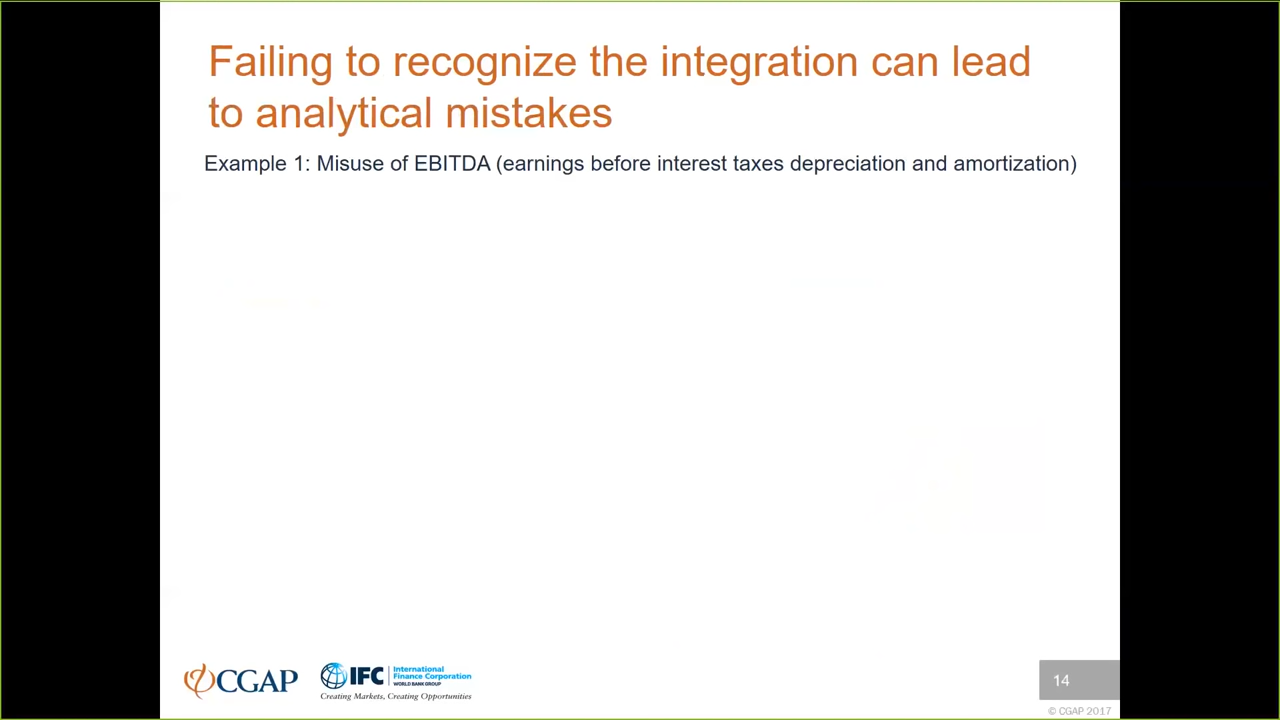 Failing to recognize the integration can lead
to analytical mistakes
Example 1: Misuse of EBITDA (earnings before interest taxes depreciation and amortization)
CGAP
IFC
International
Finance Corporation
WORLD BANK GROUP
Creating Markets, Creating Opportunities
14
© CGAP 2017